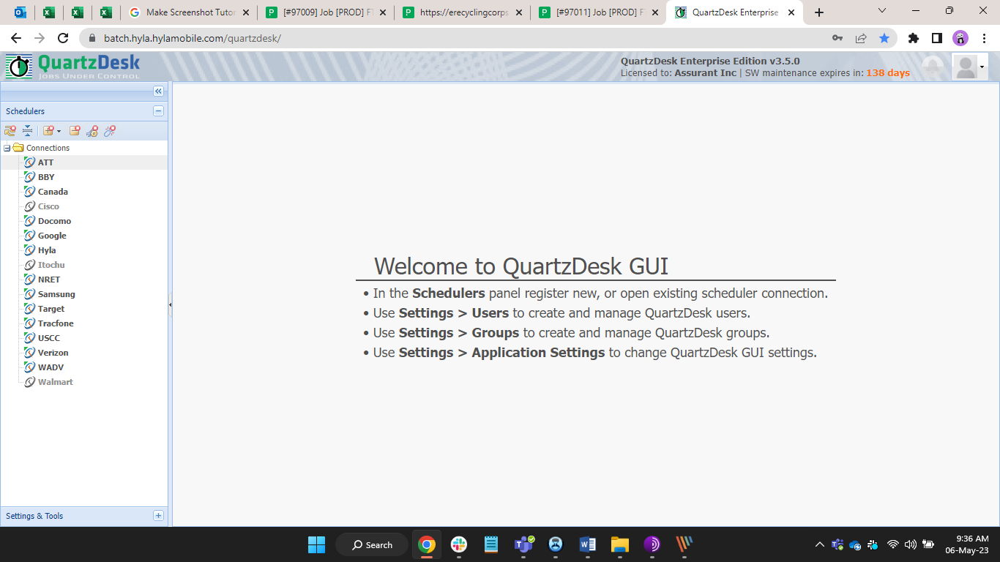 Make Screenshot Tutor
[#97009] Job [PROD] FT
https://erecyclingcorps
[#97011] Job [PROD] FT
QuartzDesk Enterprise
batch.hyla.hylamobile.com/quartzdesk/
QuartzDesk
JOBS UNDER CONTROL
QuartzDesk Enterprise Edition v3.5.0
Licensed to: Assurant Inc | SW maintenance expires in: 138 days
Schedulers
Connections
ATT
BBY
Canada
Cisco
Docomo
Google
Hyla
Itochu
NRET
Samsung
Target
Tracfone
USCC
Verizon
WADV
Walmart
Welcome to QuartzDesk GUI
• In the Schedulers panel register new, or open existing scheduler connection.
• Use Settings > Users to create and manage QuartzDesk users.
• Use Settings > Groups to create and manage QuartzDesk groups.
• Use Settings > Application Settings to change QuartzDesk GUI settings.
Settings & Tools
Search
9:36 AM
06-May-23